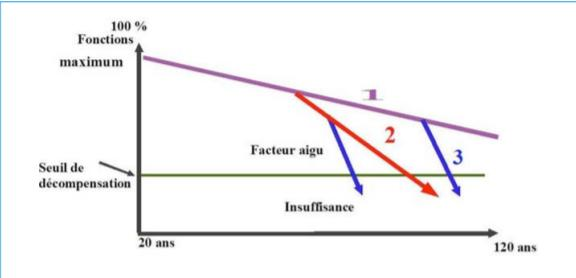 100 %
Fonctions
maximum
1
2
Facteur aigu
3
Seuil de
décompensation
Insuffisance
20 ans
120 ans